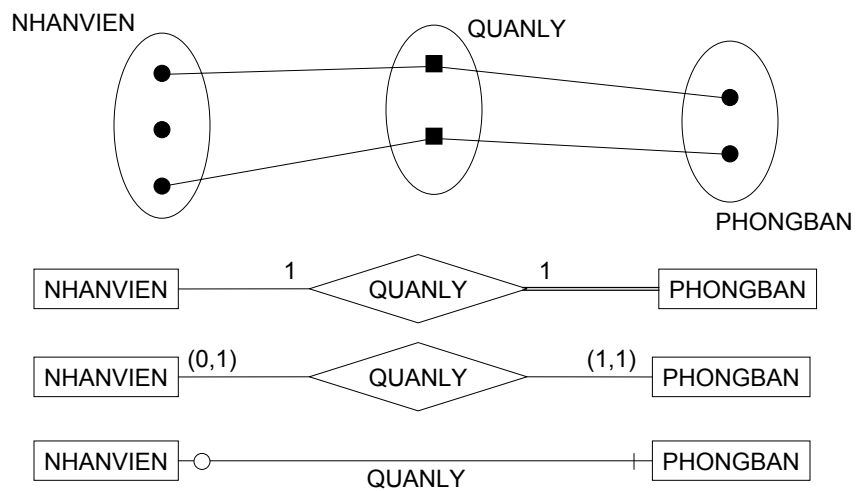 NHANVIEN
QUANLY
PHONGBAN
NHANVIEN 1 QUANLY 1 PHONGBAN
NHANVIEN (0,1) QUANLY (1,1) PHONGBAN
NHANVIEN QUANLY PHONGBAN